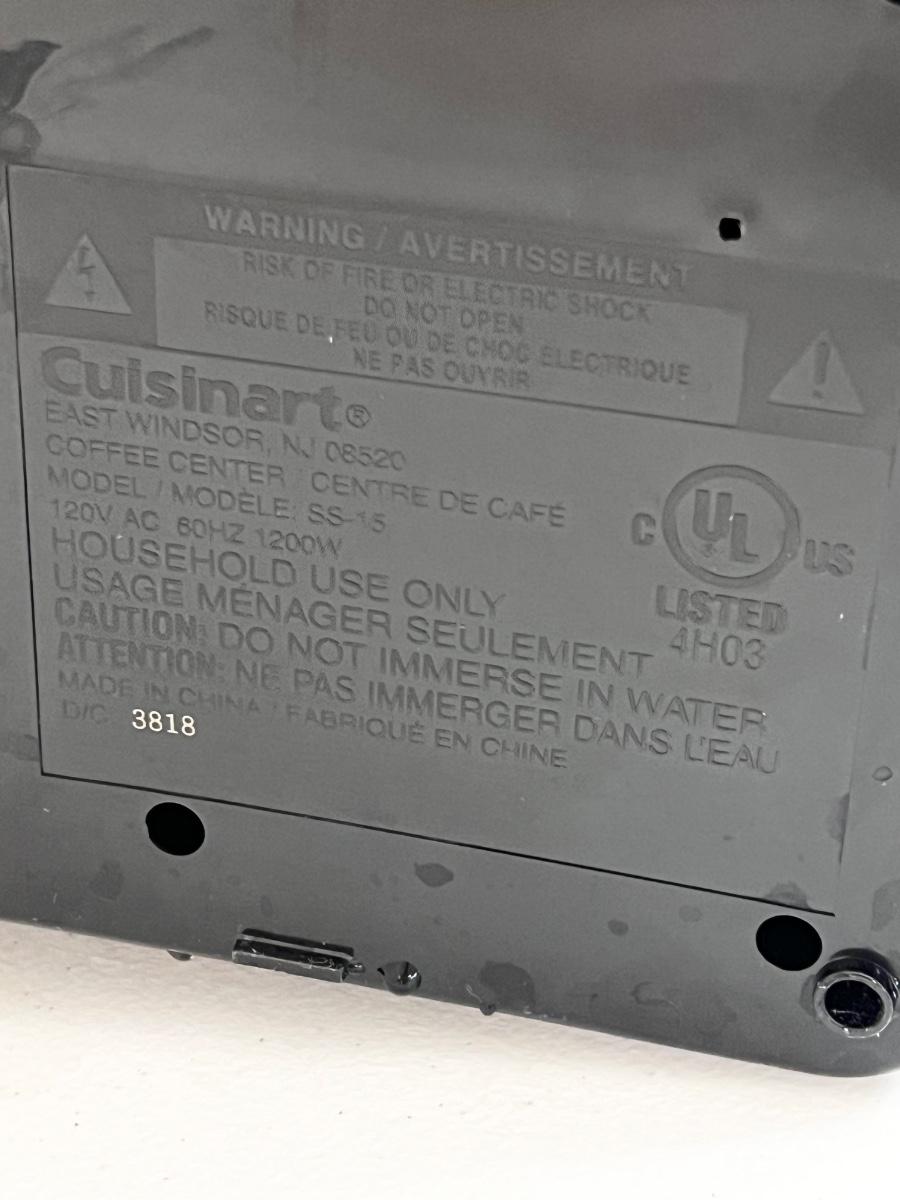 WARNING / AVERTISSEMENT
RISK OF FIRE OR ELECTRIC SHOCK
DO NOT OPEN
RISQUE DE FEU OU DE CHOC ELECTRIQUE
NE PAS OUVRIR
Cuisinart®
EAST WINDSOR, NJ 08520
COFFEE CENTER / CENTRE DE CAFÉ
MODEL / MODÈLE: SS-15
120V AC 60HZ 1200W
HOUSEHOLD USE ONLY
USAGE MÉNAGER SEULEMENT
CAUTION: DO NOT IMMERSE IN WATER
ATTENTION: NE PAS IMMERGER DANS L'EAU
MADE IN CHINA / FABRIQUÉ EN CHINE
D/C 3818
C UL® US
LISTED
4H03